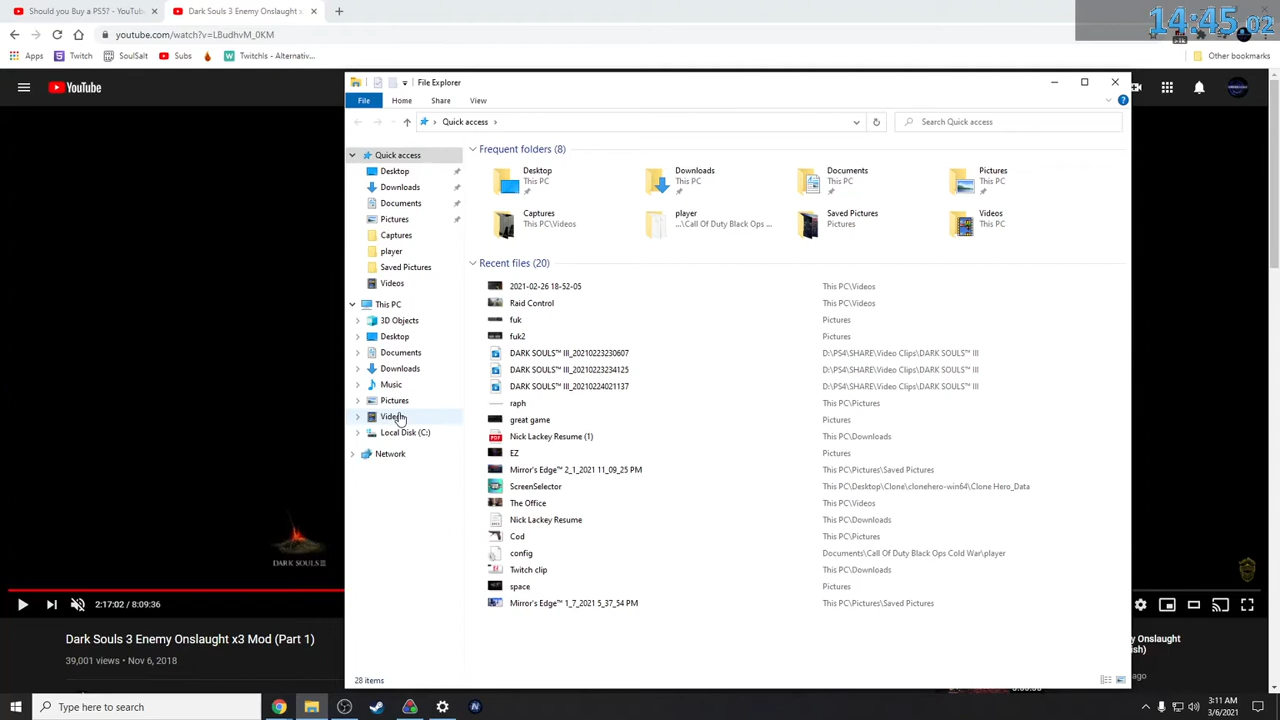 Should you Buy a PS5? - YouTub
Dark Souls 3 Enemy Onslaught x3
14:45.02
youtube.com/watch?v=LBudhvM_0KM
Apps
Twitch
SoulSalt
Subs
Twitchls - Alternativ...
Other bookmarks
YouTube
File Explorer
File
Home
Share
View
Quick access
Search Quick access
Quick access
Desktop
Downloads
Documents
Pictures
Captures
player
Saved Pictures
Videos
This PC
3D Objects
Desktop
Documents
Downloads
Music
Pictures
Videos
Local Disk (C:)
Network
Frequent folders (8)
Desktop
This PC
Downloads
This PC
Documents
This PC
Pictures
This PC
Captures
This PC\Videos
player
...\Call Of Duty Black Ops ...
Saved Pictures
Pictures
Videos
This PC
Recent files (20)
2021-02-26 18-52-05 This PC\Videos
Raid Control This PC\Videos
fuk Pictures
fuk2 Pictures
DARK SOULS™ III_20210223230607 D:\PS4\SHARE\Video Clips\DARK SOULS™ III
DARK SOULS™ III_20210223234125 D:\PS4\SHARE\Video Clips\DARK SOULS™ III
DARK SOULS™ III_20210224021137 D:\PS4\SHARE\Video Clips\DARK SOULS™ III
raph This PC\Pictures
great game Pictures
Nick Lackey Resume (1) This PC\Downloads
EZ Pictures
Mirror's Edge™ 2_1_2021 11_09_25 PM This PC\Pictures\Saved Pictures
ScreenSelector This PC\Desktop\Clone\clonehero-win64\Clone Hero_Data
The Office This PC\Videos
Nick Lackey Resume This PC\Downloads
Cod This PC\Pictures
config Documents\Call Of Duty Black Ops Cold War\player
Twitch clip This PC\Downloads
space Pictures
Mirror's Edge™ 1_7_2021 5_37_54 PM This PC\Pictures\Saved Pictures
28 items
DARK SOULS III
2:17:02 / 8:09:36
Dark Souls 3 Enemy Onslaught x3 Mod (Part 1)
39,001 views • Nov 6, 2018
ny Onslaught
ish)
ago
Type here to search
3:11 AM
3/6/2021